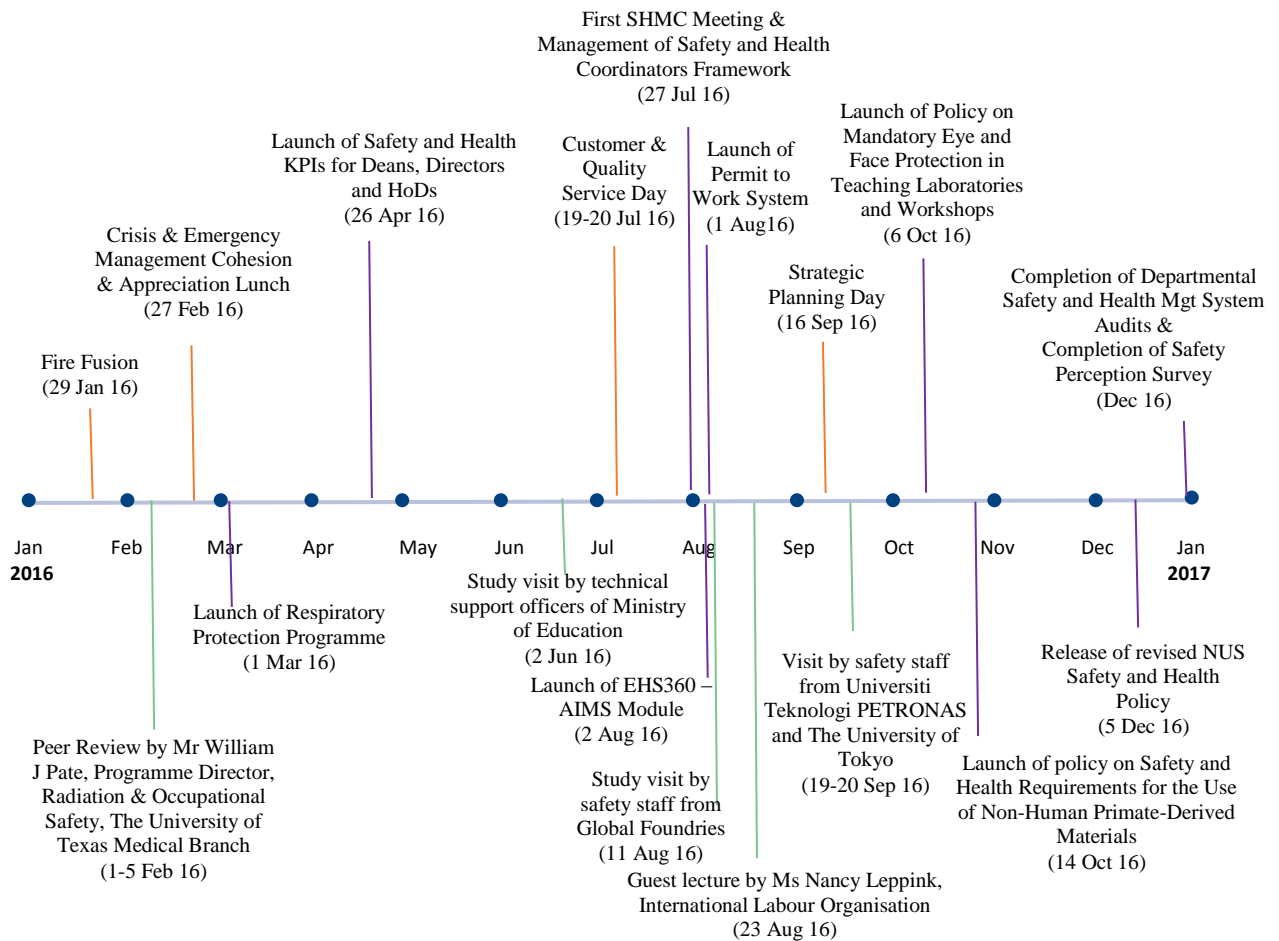 First SHMC Meeting &
Management of Safety and Health
Coordinators Framework
(27 Jul 16)
Launch of Safety and Health
KPIs for Deans, Directors
and HoDs
(26 Apr 16)
Customer &
Quality
Service Day
(19-20 Jul 16)
Launch of
Permit to
Work System
(1 Aug16)
Launch of Policy on
Mandatory Eye and
Face Protection in
Teaching Laboratories
and Workshops
(6 Oct 16)
Crisis & Emergency
Management Cohesion
& Appreciation Lunch
(27 Feb 16)
Strategic
Planning Day
(16 Sep 16)
Completion of Departmental
Safety and Health Mgt System
Audits &
Completion of Safety
Perception Survey
(Dec 16)
Fire Fusion
(29 Jan 16)
Jan Feb Mar Apr May Jun Jul Aug Sep Oct Nov Dec Jan
2016 2017
Study visit by technical
support officers of Ministry
of Education
(2 Jun 16)
Launch of Respiratory
Protection Programme
(1 Mar 16)
Launch of EHS360 –
AIMS Module
(2 Aug 16)
Visit by safety staff
from Universiti
Teknologi PETRONAS
and The University of
Tokyo
(19-20 Sep 16)
Release of revised NUS
Safety and Health
Policy
(5 Dec 16)
Peer Review by Mr William
J Pate, Programme Director,
Radiation & Occupational
Safety, The University of
Texas Medical Branch
(1-5 Feb 16)
Study visit by
safety staff from
Global Foundries
(11 Aug 16)
Launch of policy on Safety and
Health Requirements for the Use
of Non-Human Primate-Derived
Materials
(14 Oct 16)
Guest lecture by Ms Nancy Leppink,
International Labour Organisation
(23 Aug 16)